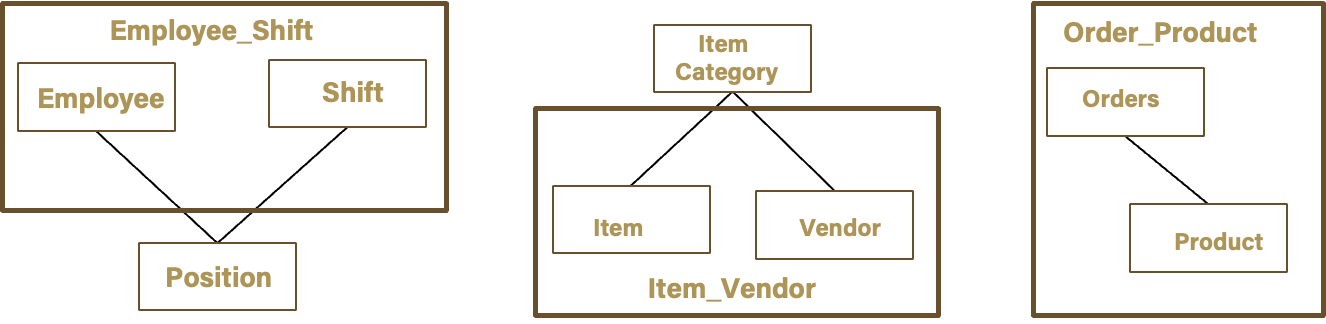 Employee_Shift
Employee
Shift
Position
Item
Category
Item
Vendor
Item_Vendor
Order_Product
Orders
Product